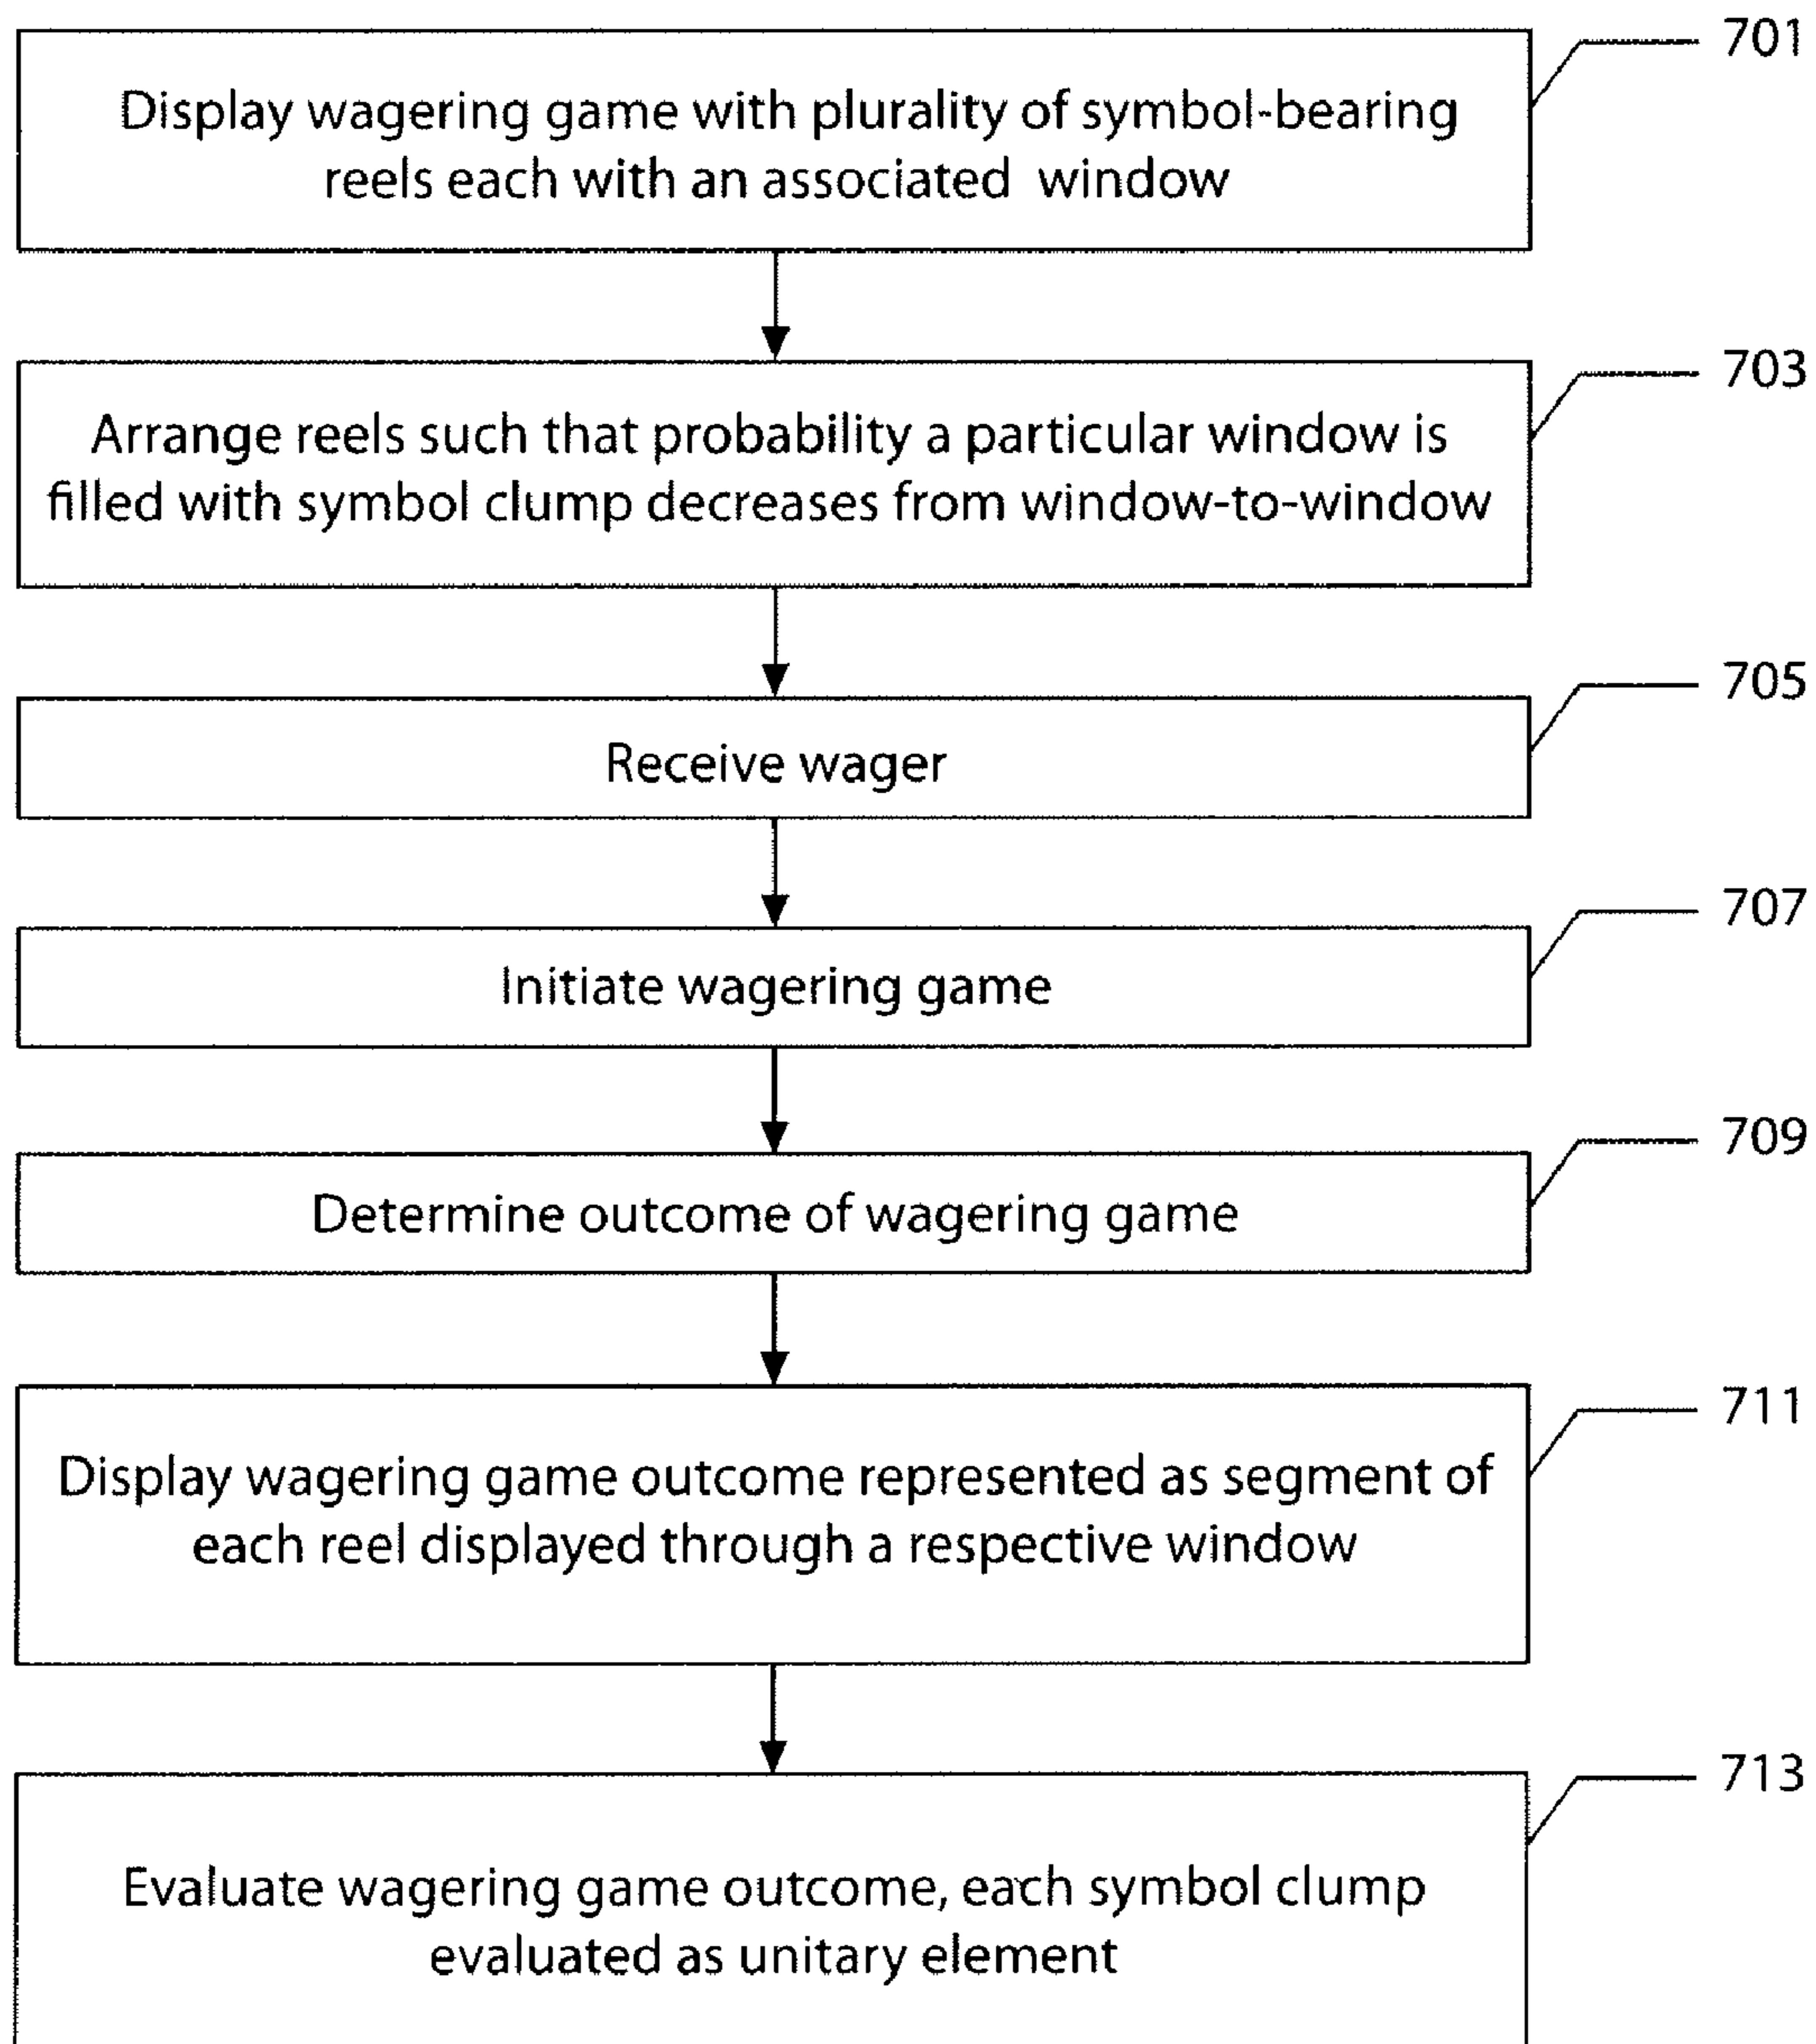 701
Display wagering game with plurality of symbol-bearing
reels each with an associated window
703
Arrange reels such that probability a particular window is
filled with symbol clump decreases from window-to-window
705
Receive wager
707
Initiate wagering game
709
Determine outcome of wagering game
711
Display wagering game outcome represented as segment of
each reel displayed through a respective window
713
Evaluate wagering game outcome, each symbol clump
evaluated as unitary element